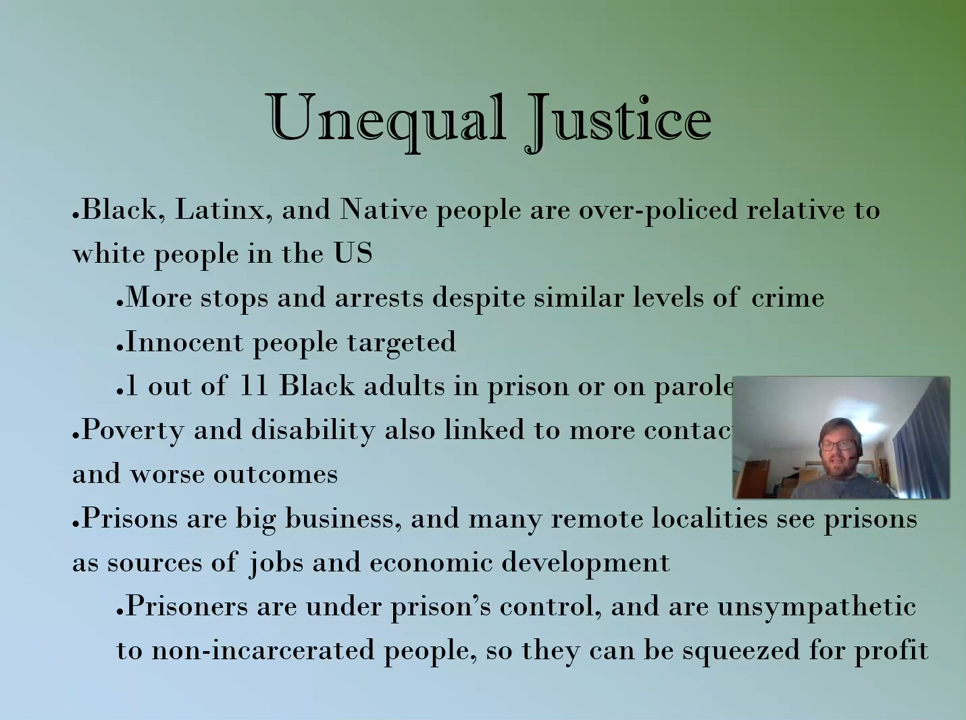 Unequal Justice
•Black, Latinx, and Native people are over-policed relative to
white people in the US
•More stops and arrests despite similar levels of crime
•Innocent people targeted
•1 out of 11 Black adults in prison or on parole
•Poverty and disability also linked to more
and worse outcomes
•Prisons are big business, and many remote localities see prisons
as sources of jobs and economic development
•Prisoners are under prison’s control, and are unsympathetic
to non-incarcerated people, so they can be squeezed for profit